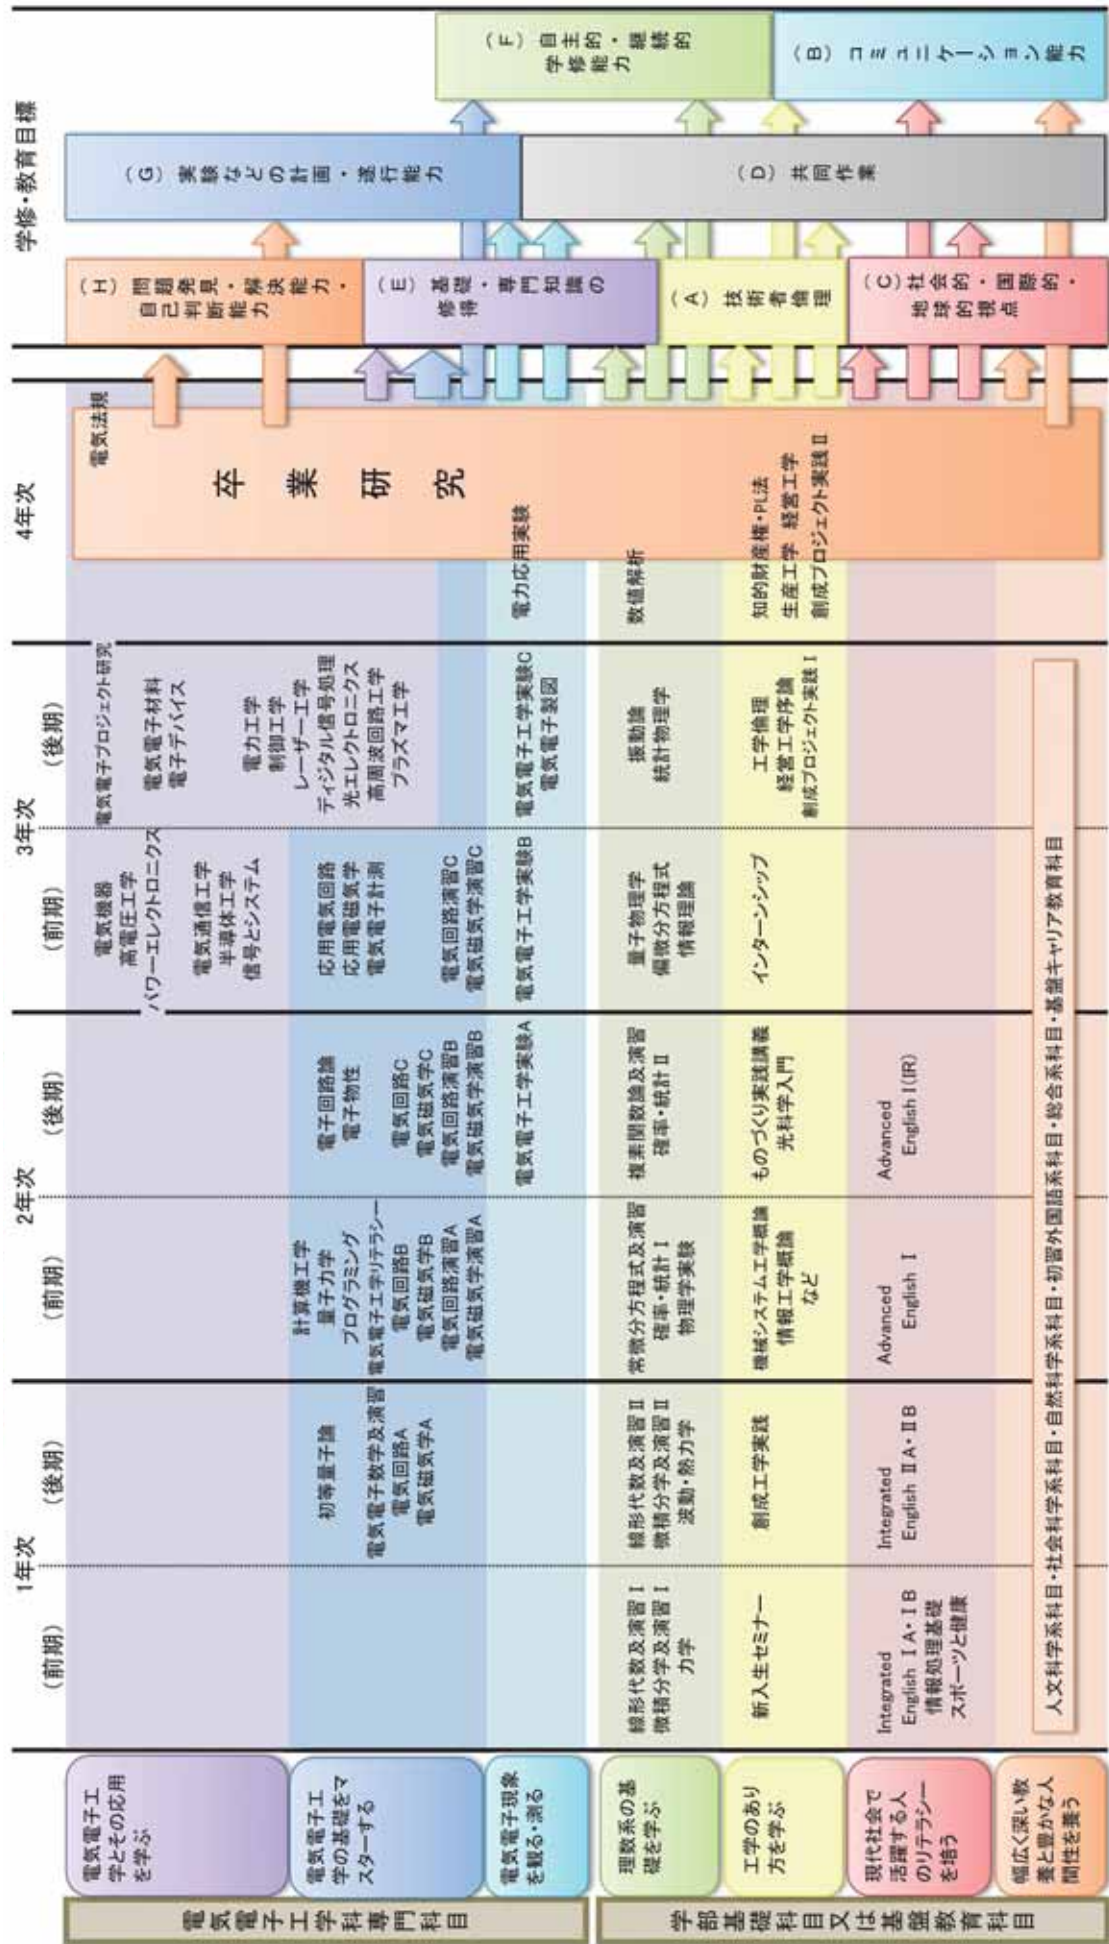 1年次
2年次
3年次
4年次
学修・教育目標
(前期)
(後期)
(前期)
(後期)
(前期)
(後期)
電気電子工学科専門科目
電気電子工
学とその応用
を学ぶ
電気機器
高電圧工学
パワーエレクトロニクス
電気通信工学
半導体工学
信号とシステム
電気電子プロジェクト研究
電気電子材料
電子デバイス
電力工学
制御工学
レーザー工学
ディジタル信号処理
光エレクトロニクス
高周波回路工学
プラズマ工学
電気法規
電気電子工
学の基礎をマ
スターする
初等量子論
電気電子数学及演習
電気回路A
電気磁気学A
計算機工学
量子力学
プログラミング
電気電子工学リテラシー
電気回路B
電気磁気学B
電気回路演習A
電気磁気学演習A
電子回路論
電子物性
電気回路C
電気磁気学C
電気回路演習B
電気磁気学演習B
応用電気回路
応用電磁気学
電気電子計測
電気回路演習C
電気磁気学演習C
電気電子現象
を観る・測る
電気電子工学実験A
電気電子工学実験B
電気電子工学実験C
電気電子製図
電力応用実験
卒業研究
学部基礎科目又は基盤教育科目
理数系の基
礎を学ぶ
線形代数及演習Ⅰ
微積分学及演習Ⅰ
力学
線形代数及演習Ⅱ
微積分学及演習Ⅱ
波動・熱力学
常微分方程式及演習
確率・統計Ⅰ
物理学実験
複素関数論及演習
確率・統計Ⅱ
量子物理学
偏微分方程式
情報理論
振動論
統計物理学
数値解析
工学のあり
方を学ぶ
新入生セミナー
創成工学実践
機械システム工学概論
情報工学概論
など
ものづくり実践講義
光科学入門
インターンシップ
工学倫理
経営工学序論
創成プロジェクト実践Ⅰ
知的財産権・PL法
生産工学 経営工学
創成プロジェクト実践Ⅱ
現代社会で
活躍する人
のリテラシー
を培う
Integrated
English ⅠA・ⅠB
情報処理基礎
スポーツと健康
Integrated
English ⅡA・ⅡB
Advanced
English Ⅰ
Advanced
English Ⅰ(IR)
幅広く深い教
養と豊かな人
間性を養う
人文科学系科目・社会科学系科目・自然科学系科目・初習外国語系科目・総合系科目・基盤キャリア教育科目
(H) 問題発見・解決能力・
自己判断能力
(E) 基礎・専門知識の
修得
(A) 技術者倫理
(C)社会的・国際的・
地球的視点
(G) 実験などの計画・遂行能力
(D) 共同作業
(F) 自主的・継続的
学修能力
(B) コミュニケーション能力